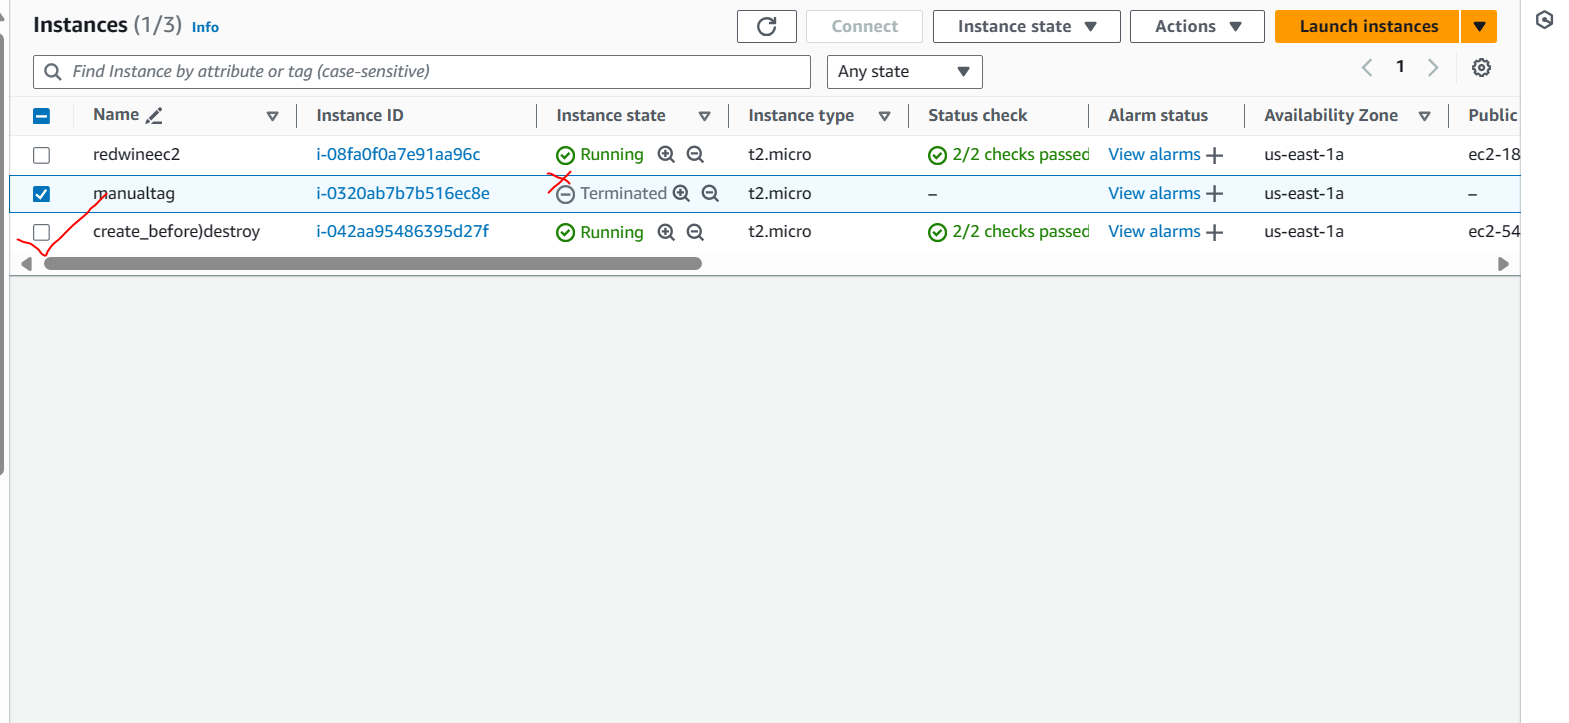 Instances (1/3) Info Connect Instance state Actions Launch instances
Find Instance by attribute or tag (case-sensitive) Any state 1
Name Instance ID Instance state Instance type Status check Alarm status Availability Zone Public
redwineec2 i-08fa0f0a7e91aa96c Running t2.micro 2/2 checks passed View alarms + us-east-1a ec2-18
manualtag i-0320ab7b7b516ec8e Terminated t2.micro – View alarms + us-east-1a –
create_before)destroy i-042aa95486395d27f Running t2.micro 2/2 checks passed View alarms + us-east-1a ec2-54